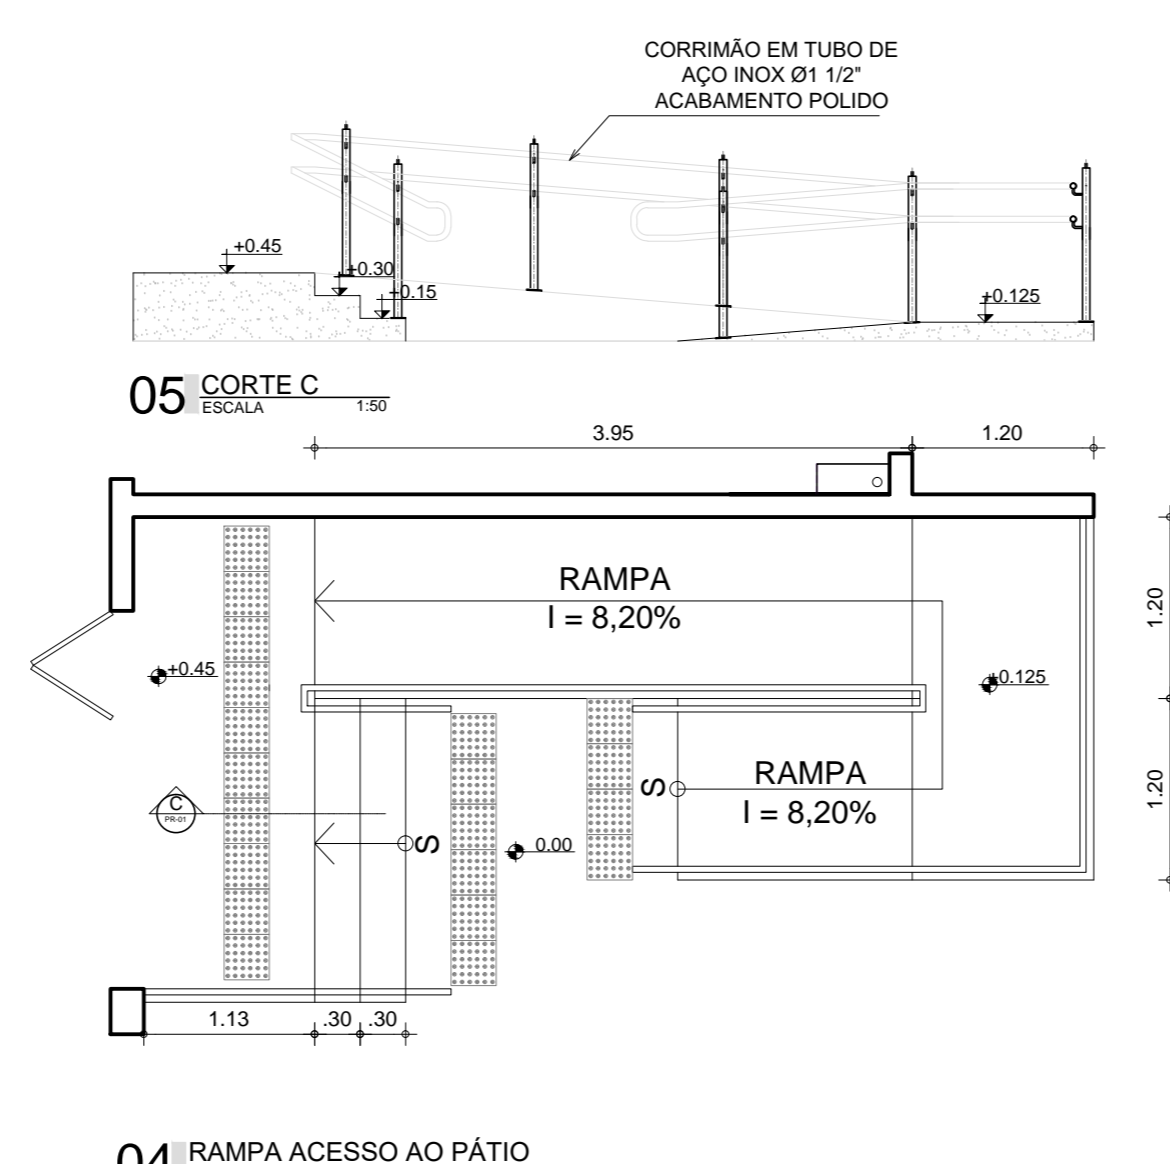 CORRIMÃO EM TUBO DE
AÇO INOX Ø1 1/2"
ACABAMENTO POLIDO
+0.45
+0.30
+0.15
+0.125
05 CORTE C
ESCALA 1:50
3.95 1.20
RAMPA
I = 8,20%
1.20
+0.45
+0.125
RAMPA
I = 8,20%
S
1.20
C
PR-01
S
0.00
1.13 .30 .30
04 RAMPA ACESSO AO PÁTIO